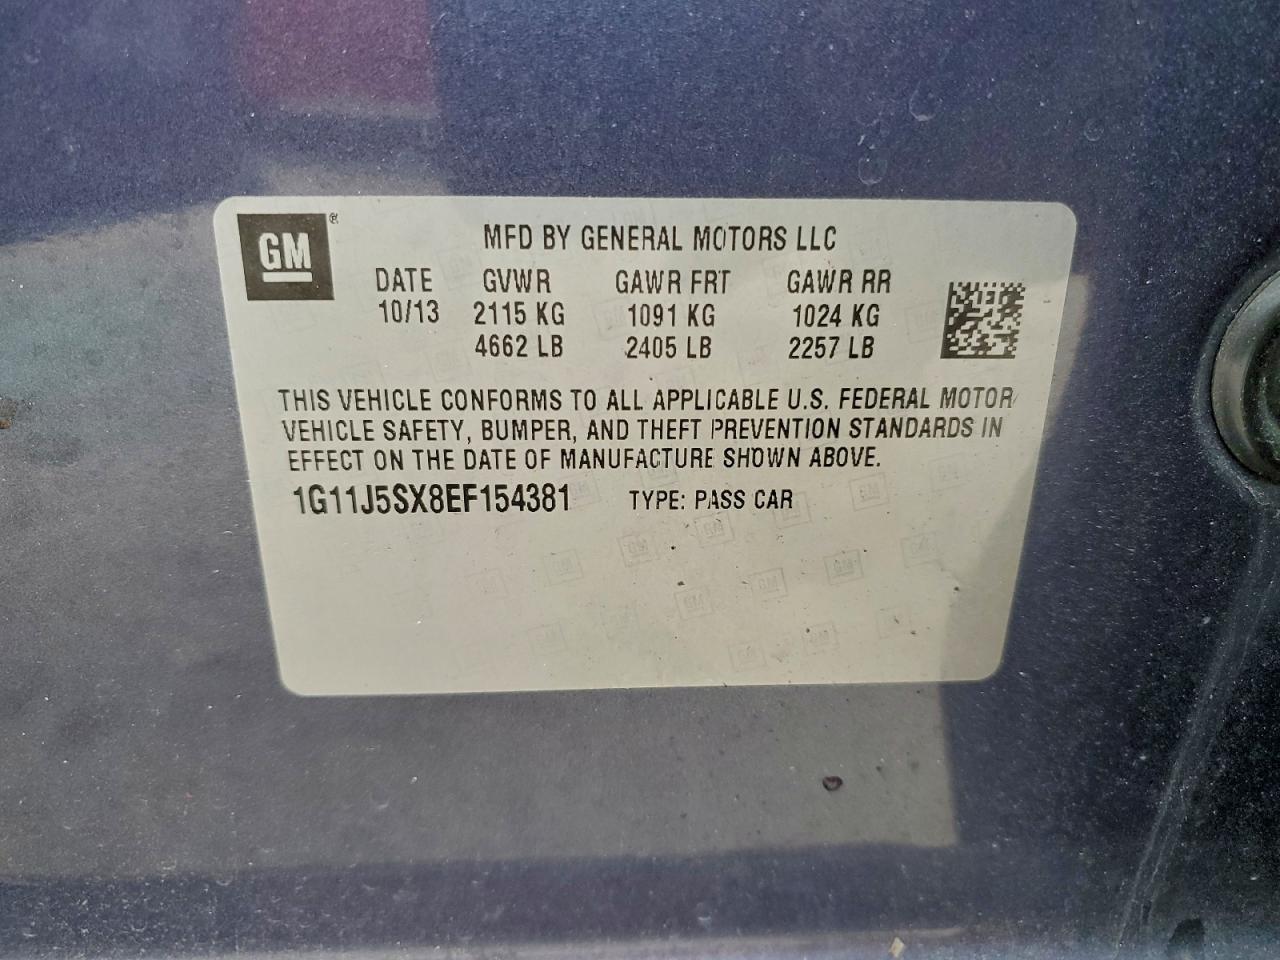 GM®
MFD BY GENERAL MOTORS LLC
DATE GVWR GAWR FRT GAWR RR
10/13 2115 KG 1091 KG 1024 KG
4662 LB 2405 LB 2257 LB
THIS VEHICLE CONFORMS TO ALL APPLICABLE U.S. FEDERAL MOTOR
VEHICLE SAFETY, BUMPER, AND THEFT PREVENTION STANDARDS IN
EFFECT ON THE DATE OF MANUFACTURE SHOWN ABOVE.
1G11J5SX8EF154381 TYPE: PASS CAR